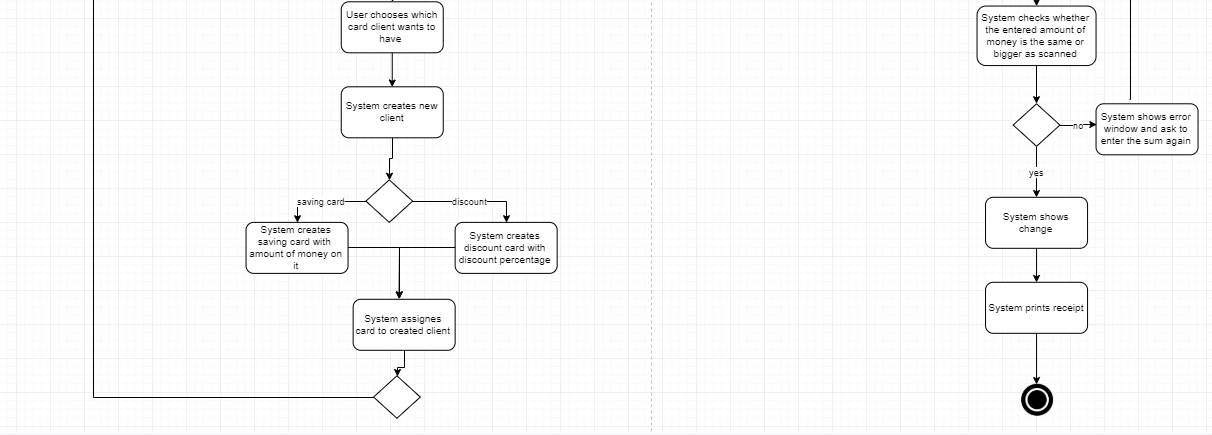 User chooses which
card client wants to
have
System creates new
client
saving card
discount
System creates
saving card with
amount of money on
it
System creates
discount card with
discount percentage
System assignes
card to created client
System checks whether
the entered amount of
money is the same or
bigger as scanned
no
System shows error
window and ask to
enter the sum again
yes
System shows
change
System prints receipt